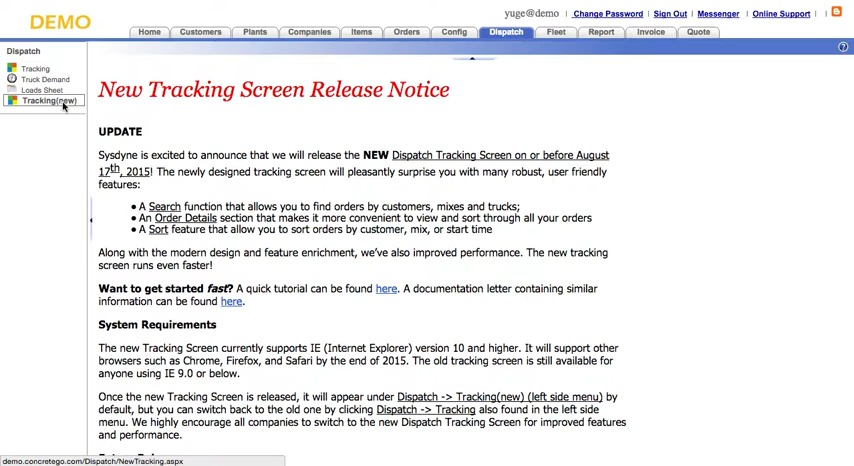 DEMO
yuge@demo | Change Password | Sign Out | Messenger | Online Support |
Home Customers Plants Companies Items Orders Config Dispatch Fleet Report Invoice Quote
Dispatch
Tracking
Truck Demand
Loads Sheet
Tracking(new)
New Tracking Screen Release Notice
UPDATE
Sysdyne is excited to announce that we will release the NEW Dispatch Tracking Screen on or before August
17th, 2015! The newly designed tracking screen will pleasantly surprise you with many robust, user friendly
features:
• A Search function that allows you to find orders by customers, mixes and trucks;
• An Order Details section that makes it more convenient to view and sort through all your orders
• A Sort feature that allow you to sort orders by customer, mix, or start time
Along with the modern design and feature enrichment, we've also improved performance. The new tracking
screen runs even faster!
Want to get started fast? A quick tutorial can be found here. A documentation letter containing similar
information can be found here.
System Requirements
The new Tracking Screen currently supports IE (Internet Explorer) version 10 and higher. It will support other
browsers such as Chrome, Firefox, and Safari by the end of 2015. The old tracking screen is still available for
anyone using IE 9.0 or below.
Once the new Tracking Screen is released, it will appear under Dispatch -> Tracking(new) (left side menu) by
default, but you can switch back to the old one by clicking Dispatch -> Tracking also found in the left side
menu. We highly encourage all companies to switch to the new Dispatch Tracking Screen for improved features
and performance.
demo.concretego.com/Dispatch/NewTracking.aspx